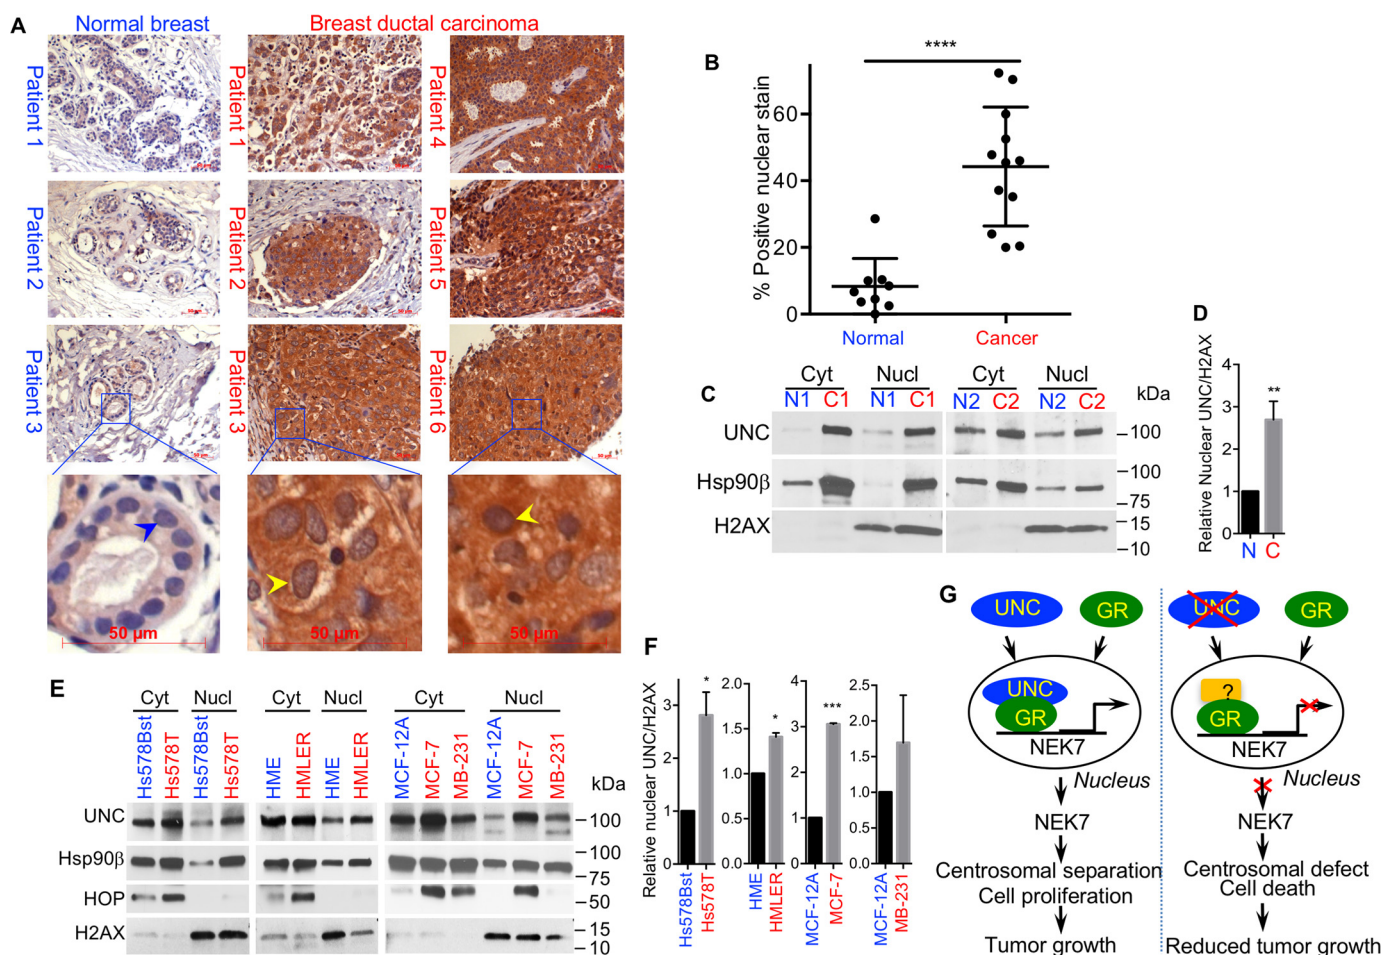 A
Normal breast
Breast ductal carcinoma
Patient 1
Patient 1
Patient 4
Patient 2
Patient 2
Patient 5
Patient 3
Patient 3
Patient 6
50 µm
50 µm
50 µm
B
****
% Positive nuclear stain
60
40
20
0
Normal
Cancer
C
Cyt
Nucl
Cyt
Nucl
N1 C1 N1 C1 N2 C2 N2 C2
kDa
UNC
100
Hsp90β
100
75
H2AX
15
10
D
Relative Nuclear UNC/H2AX
4
3
2
1
0
**
N C
E
Cyt
Nucl
Cyt
Nucl
Cyt
Nucl
Hs578Bst
Hs578T
Hs578Bst
Hs578T
HME
HMLER
HME
HMLER
MCF-12A
MCF-7
MB-231
MCF-12A
MCF-7
MB-231
kDa
UNC
100
Hsp90β
100
75
HOP
50
H2AX
15
10
F
Relative nuclear UNC/H2AX
3
2
1
0
*
Hs578Bst
Hs578T
2.0
1.5
1.0
0.5
0.0
*
HME
HMLER
4
3
2
1
0
***
MCF-12A
MCF-7
2.5
2.0
1.5
1.0
0.5
0.0
MCF-12A
MB-231
G
UNC
GR
UNC
GR
NEK7
Nucleus
NEK7
Centrosomal separation
Cell proliferation
Tumor growth
UNC
GR
?
GR
NEK7
Nucleus
NEK7
Centrosomal defect
Cell death
Reduced tumor growth